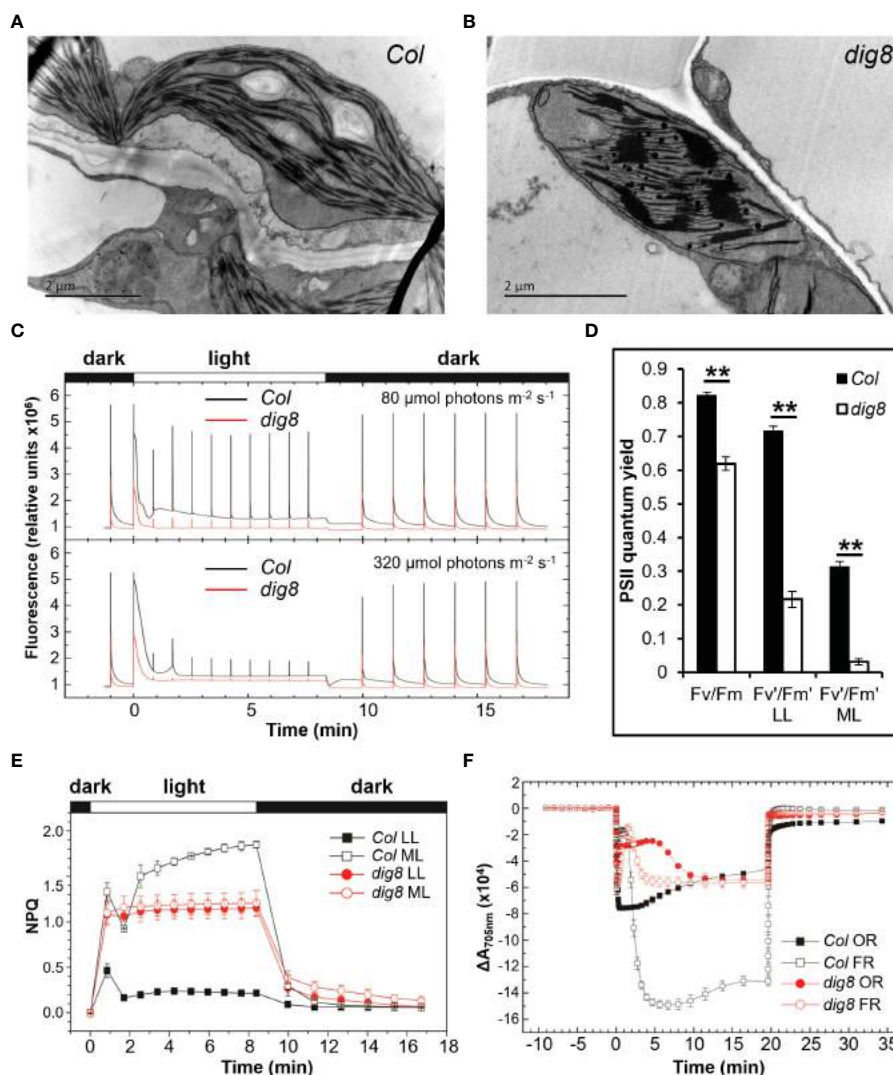 A
Col
2 µm
B
dig8
2 µm
C
dark light dark
Fluorescence (relative units x10⁶)
6
5
4
3
2
1
Col
dig8
80 µmol photons m⁻² s⁻¹
6
5
4
3
2
1
Col
dig8
320 µmol photons m⁻² s⁻¹
0 5 10 15
Time (min)
D
PSII quantum yield
0.9
0.8
0.7
0.6
0.5
0.4
0.3
0.2
0.1
0
Col
dig8
**
**
**
Fv/Fm Fv'/Fm' Fv'/Fm'
LL ML
E
dark light dark
NPQ
2.0
1.5
1.0
0.5
0.0
Col LL
Col ML
dig8 LL
dig8 ML
0 2 4 6 8 10 12 14 16 18
Time (min)
F
ΔA705nm (x10⁴)
2
0
-2
-4
-6
-8
-10
-12
-14
-16
Col OR
Col FR
dig8 OR
dig8 FR
-10 -5 0 5 10 15 20 25 30 35
Time (min)